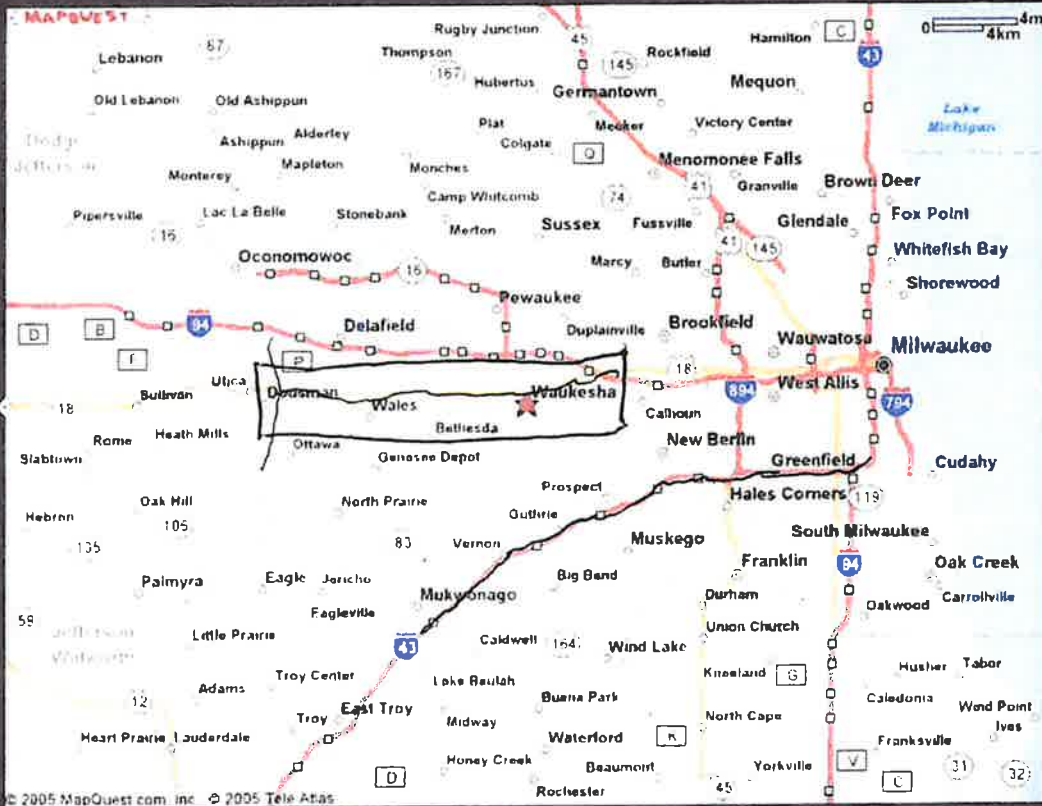 MAPQUEST
4m
0
4km
Rugby Junction
Hamilton
C
45
43
Lebanon
67
Thompson
167
145
Rockfield
Hubertus
Mequon
Germantown
Old Lebanon
Old Ashippun
Lake
Michigan
Dodge
Jefferson
Ashippun
Alderley
Plat
Colgate
Meeker
Victory Center
Q
Mapleton
Monches
Menomonee Falls
Monterey
Camp Whitcomb
74
41
Granville
Brown Deer
Pipersville
Lac La Belle
Stonebank
Merton
Sussex
Fussville
Glendale
Fox Point
16
41
145
Whitefish Bay
Oconomowoc
16
Marcy
Butler
Shorewood
Pewaukee
D
B
94
Delafield
Duplainville
Brookfield
Wauwatosa
Milwaukee
F
P
18
Utica
Dousman
Waukesha
894
West Allis
794
18
Sullivan
Wales
Calhoun
Rome
Heath Mills
Bethesda
New Berlin
Slabtown
Ottawa
Genesee Depot
Greenfield
Cudahy
Oak Hill
North Prairie
Prospect
Hales Corners
119
Hebron
106
Guthrie
South Milwaukee
135
83
Vernon
Muskego
Franklin
94
Oak Creek
Palmyra
Eagle
Jericho
Big Bend
Mukwonago
Durham
Oakwood
Carrollville
59
Eagleville
Jefferson
Walworth
Little Prairie
43
Caldwell
164
Wind Lake
Union Church
Adams
Troy Center
Lake Beulah
Kneeland
G
Husher
Tabor
12
East Troy
Buena Park
Caledonia
Wind Point
Troy
Midway
North Cape
Ives
Heart Prairie
Lauderdale
Waterford
K
Franksville
D
Honey Creek
Beaumont
Yorkville
V
C
31
32
Rochester
45
© 2005 MapQuest.com, Inc. © 2005 Tele Atlas